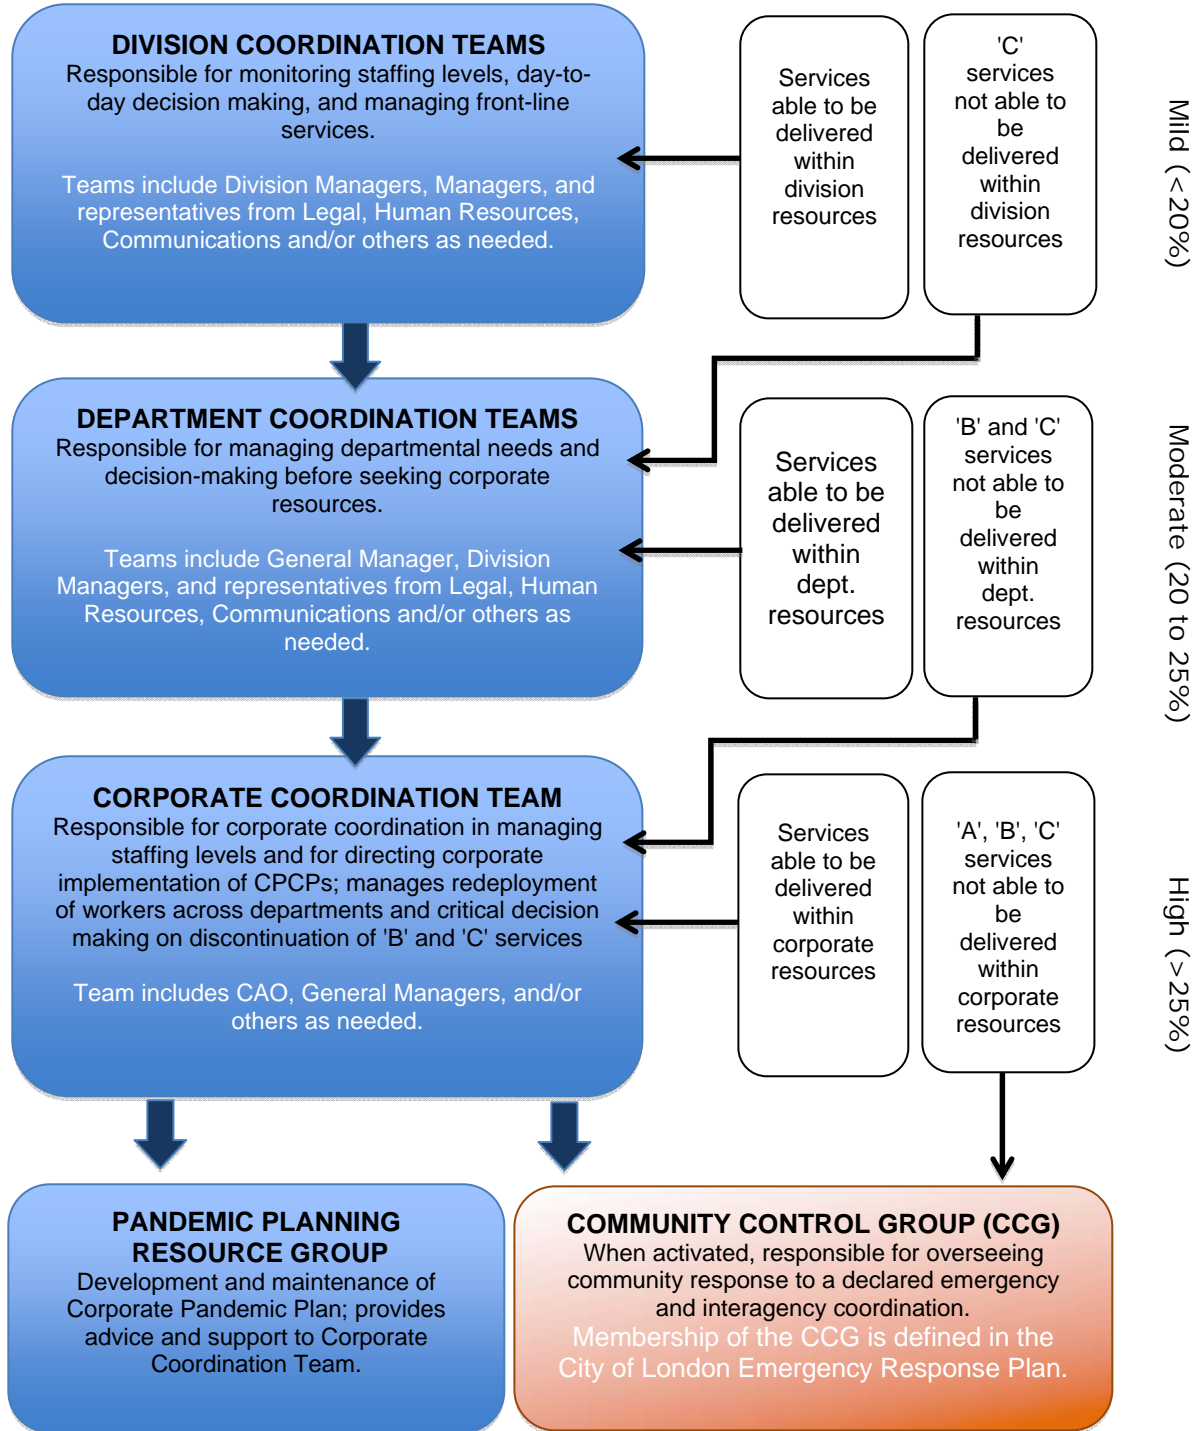 DIVISION COORDINATION TEAMS
Responsible for monitoring staffing levels, day-to-
day decision making, and managing front-line
services.
Teams include Division Managers, Managers, and
representatives from Legal, Human Resources,
Communications and/or others as needed.
Services
able to be
delivered
within
division
resources
'C'
services
not able to
be
delivered
within
division
resources
Mild (<20%)
DEPARTMENT COORDINATION TEAMS
Responsible for managing departmental needs and
decision-making before seeking corporate
resources.
Teams include General Manager, Division
Managers, and representatives from Legal, Human
Resources, Communications and/or others as
needed.
Services
able to be
delivered
within
dept.
resources
'B' and 'C'
services
not able to
be
delivered
within
dept.
resources
Moderate (20 to 25%)
CORPORATE COORDINATION TEAM
Responsible for corporate coordination in managing
staffing levels and for directing corporate
implementation of CPCPs; manages redeployment
of workers across departments and critical decision
making on discontinuation of 'B' and 'C' services
Team includes CAO, General Managers, and/or
others as needed.
Services
able to be
delivered
within
corporate
resources
'A', 'B', 'C'
services
not able to
be
delivered
within
corporate
resources
High (>25%)
PANDEMIC PLANNING
RESOURCE GROUP
Development and maintenance of
Corporate Pandemic Plan; provides
advice and support to Corporate
Coordination Team.
COMMUNITY CONTROL GROUP (CCG)
When activated, responsible for overseeing
community response to a declared emergency
and interagency coordination.
Membership of the CCG is defined in the
City of London Emergency Response Plan.